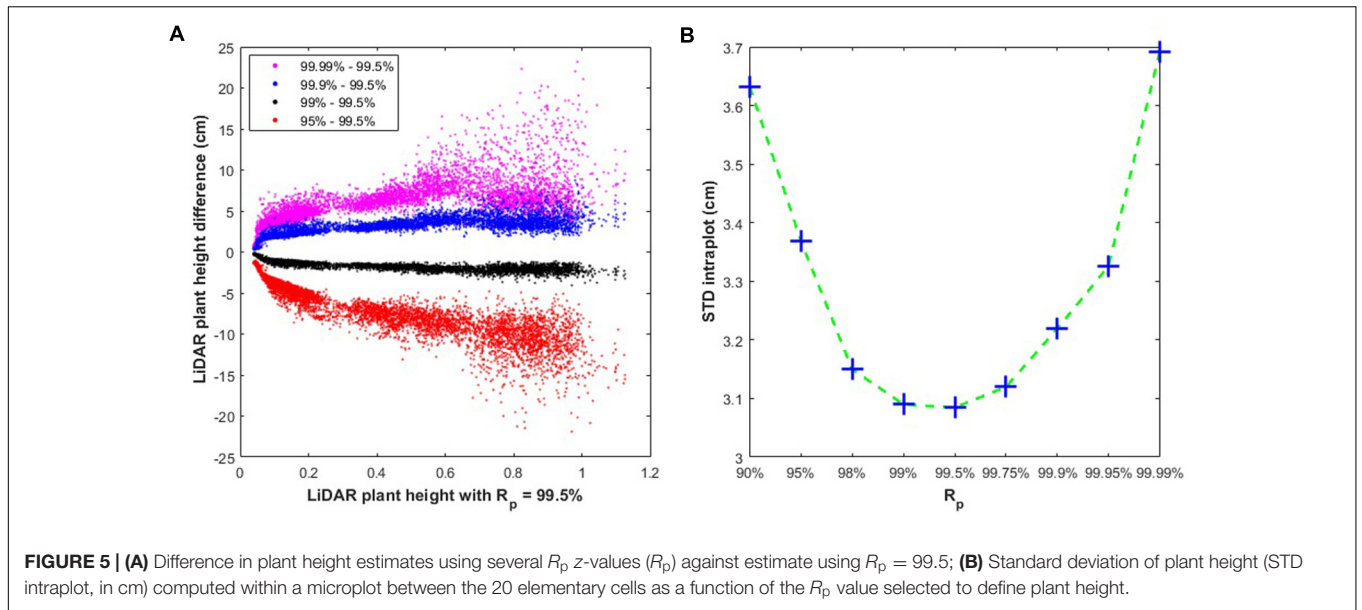 A
25
20
15
10
5
0
-5
-10
-15
-20
-25
LiDAR plant height difference (cm)
99.99% - 99.5%
99.9% - 99.5%
99% - 99.5%
95% - 99.5%
0 0.2 0.4 0.6 0.8 1 1.2
LiDAR plant height with Rp = 99.5%
B
3.7
3.6
3.5
3.4
3.3
3.2
3.1
3
STD intraplot (cm)
90% 95% 98% 99% 99.5% 99.75% 99.9% 99.95% 99.99%
Rp
FIGURE 5 | (A) Difference in plant height estimates using several Rp z-values (Rp) against estimate using Rp = 99.5; (B) Standard deviation of plant height (STD
intraplot, in cm) computed within a microplot between the 20 elementary cells as a function of the Rp value selected to define plant height.